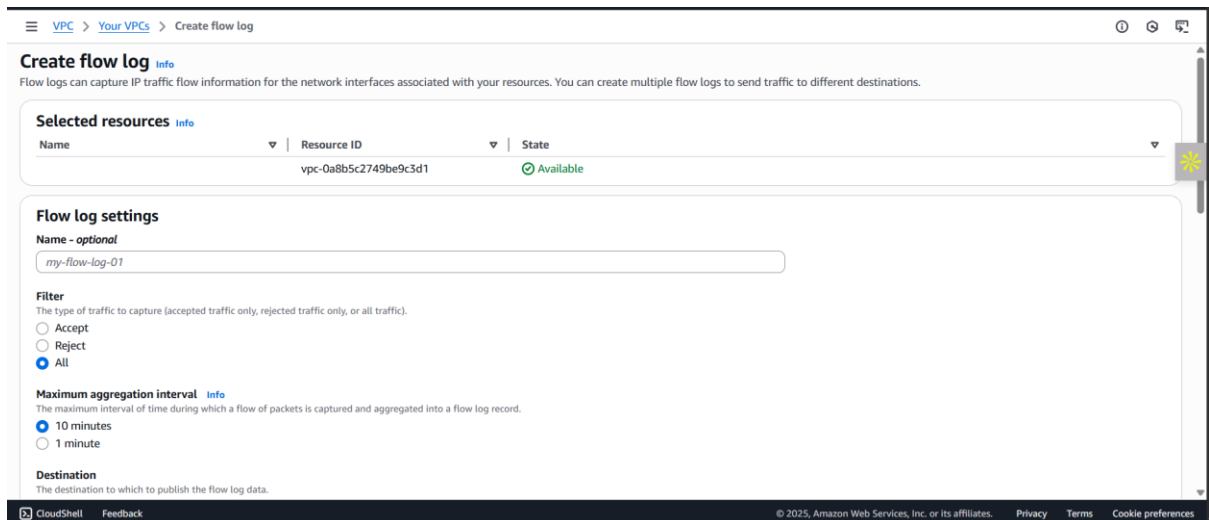 VPC > Your VPCs > Create flow log
Create flow log Info
Flow logs can capture IP traffic flow information for the network interfaces associated with your resources. You can create multiple flow logs to send traffic to different destinations.
Selected resources Info
Name Resource ID State
vpc-0a8b5c2749be9c3d1 Available
Flow log settings
Name - optional
my-flow-log-01
Filter
The type of traffic to capture (accepted traffic only, rejected traffic only, or all traffic).
Accept
Reject
All
Maximum aggregation interval Info
The maximum interval of time during which a flow of packets is captured and aggregated into a flow log record.
10 minutes
1 minute
Destination
The destination to which to publish the flow log data.
CloudShell Feedback © 2025, Amazon Web Services, Inc. or its affiliates. Privacy Terms Cookie preferences